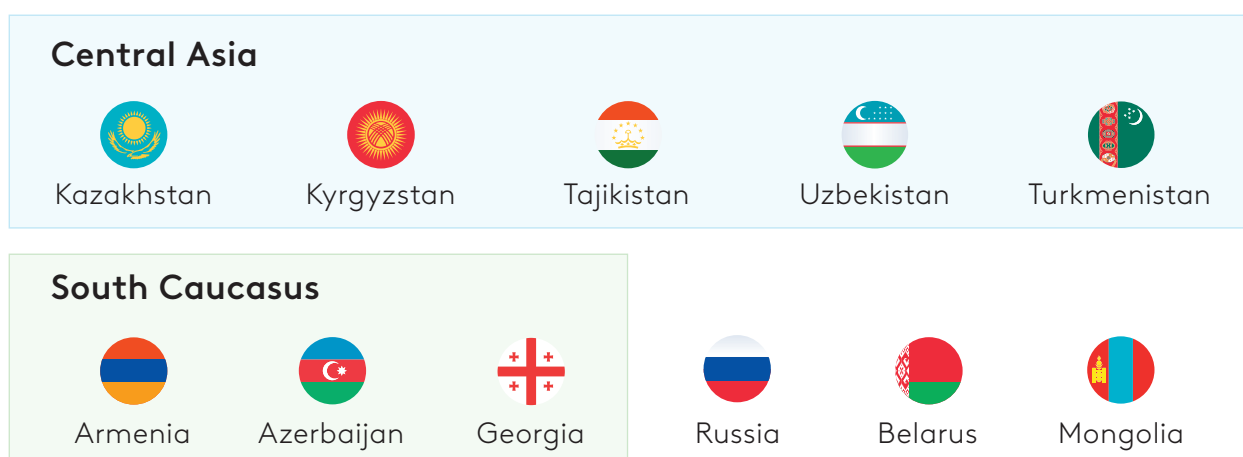 Central Asia
Kazakhstan Kyrgyzstan Tajikistan Uzbekistan Turkmenistan
South Caucasus
Armenia Azerbaijan Georgia Russia Belarus Mongolia